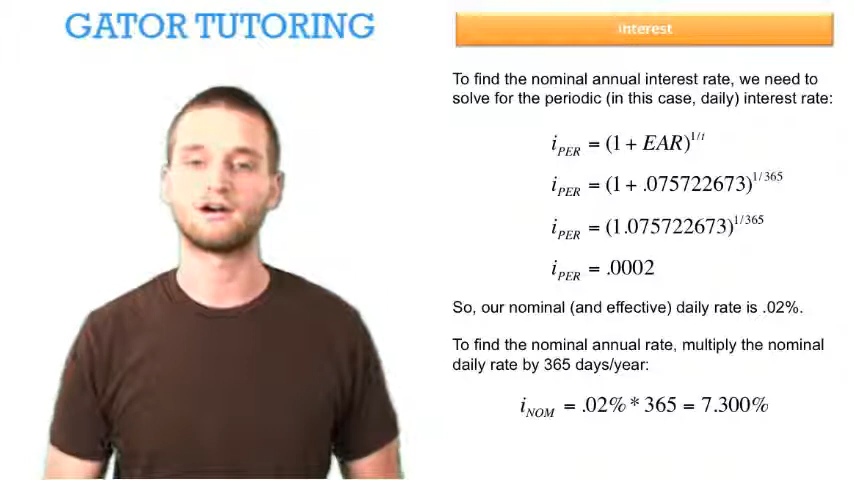 GATOR TUTORING
Interest
To find the nominal annual interest rate, we need to
solve for the periodic (in this case, daily) interest rate:
i_PER = (1 + EAR)^1/t
i_PER = (1 + .075722673)^1/365
i_PER = (1.075722673)^1/365
i_PER = .0002
So, our nominal (and effective) daily rate is .02%.
To find the nominal annual rate, multiply the nominal
daily rate by 365 days/year:
i_NOM = .02% * 365 = 7.300%